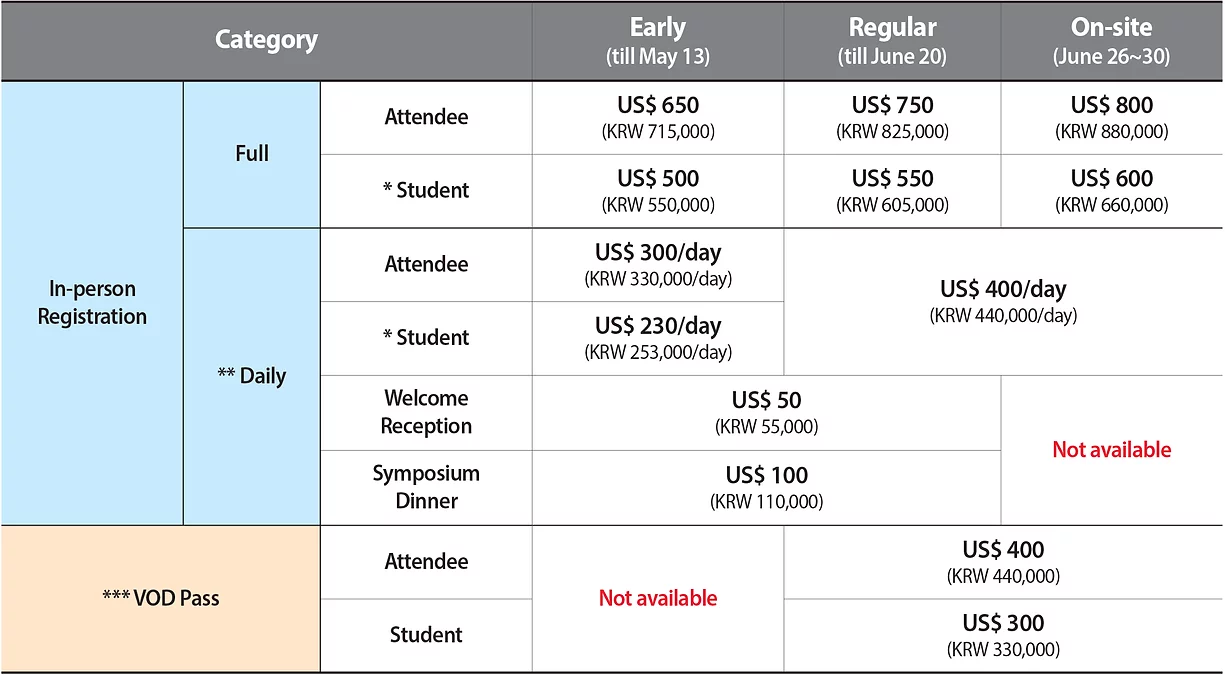 Category
Early
(till May 13)
Regular
(till June 20)
On-site
(June 26~30)
In-person
Registration
Full
Attendee
US$ 650
(KRW 715,000)
US$ 750
(KRW 825,000)
US$ 800
(KRW 880,000)
* Student
US$ 500
(KRW 550,000)
US$ 550
(KRW 605,000)
US$ 600
(KRW 660,000)
** Daily
Attendee
US$ 300/day
(KRW 330,000/day)
US$ 400/day
(KRW 440,000/day)
* Student
US$ 230/day
(KRW 253,000/day)
Welcome
Reception
US$ 50
(KRW 55,000)
Not available
Symposium
Dinner
US$ 100
(KRW 110,000)
*** VOD Pass
Attendee
Not available
US$ 400
(KRW 440,000)
Student
US$ 300
(KRW 330,000)